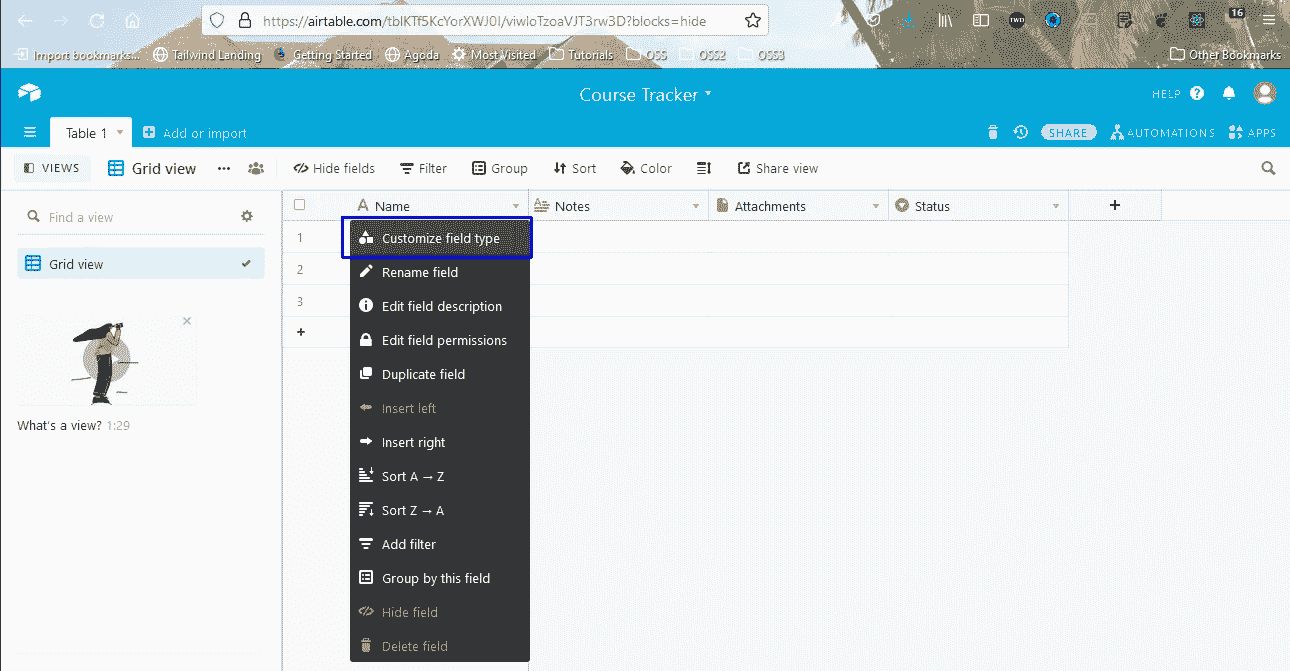 https://airtable.com/tblKTf5KcYorXWJ0I/viwIoTzoaVJT3rw3D?blocks=hide
TWD
16
Import bookmarks... Tailwind Landing Getting Started Agoda Most Visited Tutorials OSS OSS2 OSS3 Other Bookmarks
Course Tracker
HELP
Table 1 Add or import
SHARE AUTOMATIONS APPS
VIEWS Grid view ... Hide fields Filter Group Sort Color Share view
Find a view
A Name Notes Attachments Status +
Grid view
1
2
3
+
Customize field type
Rename field
Edit field description
Edit field permissions
Duplicate field
Insert left
Insert right
Sort A → Z
Sort Z → A
Add filter
Group by this field
Hide field
Delete field
What's a view? 1:29